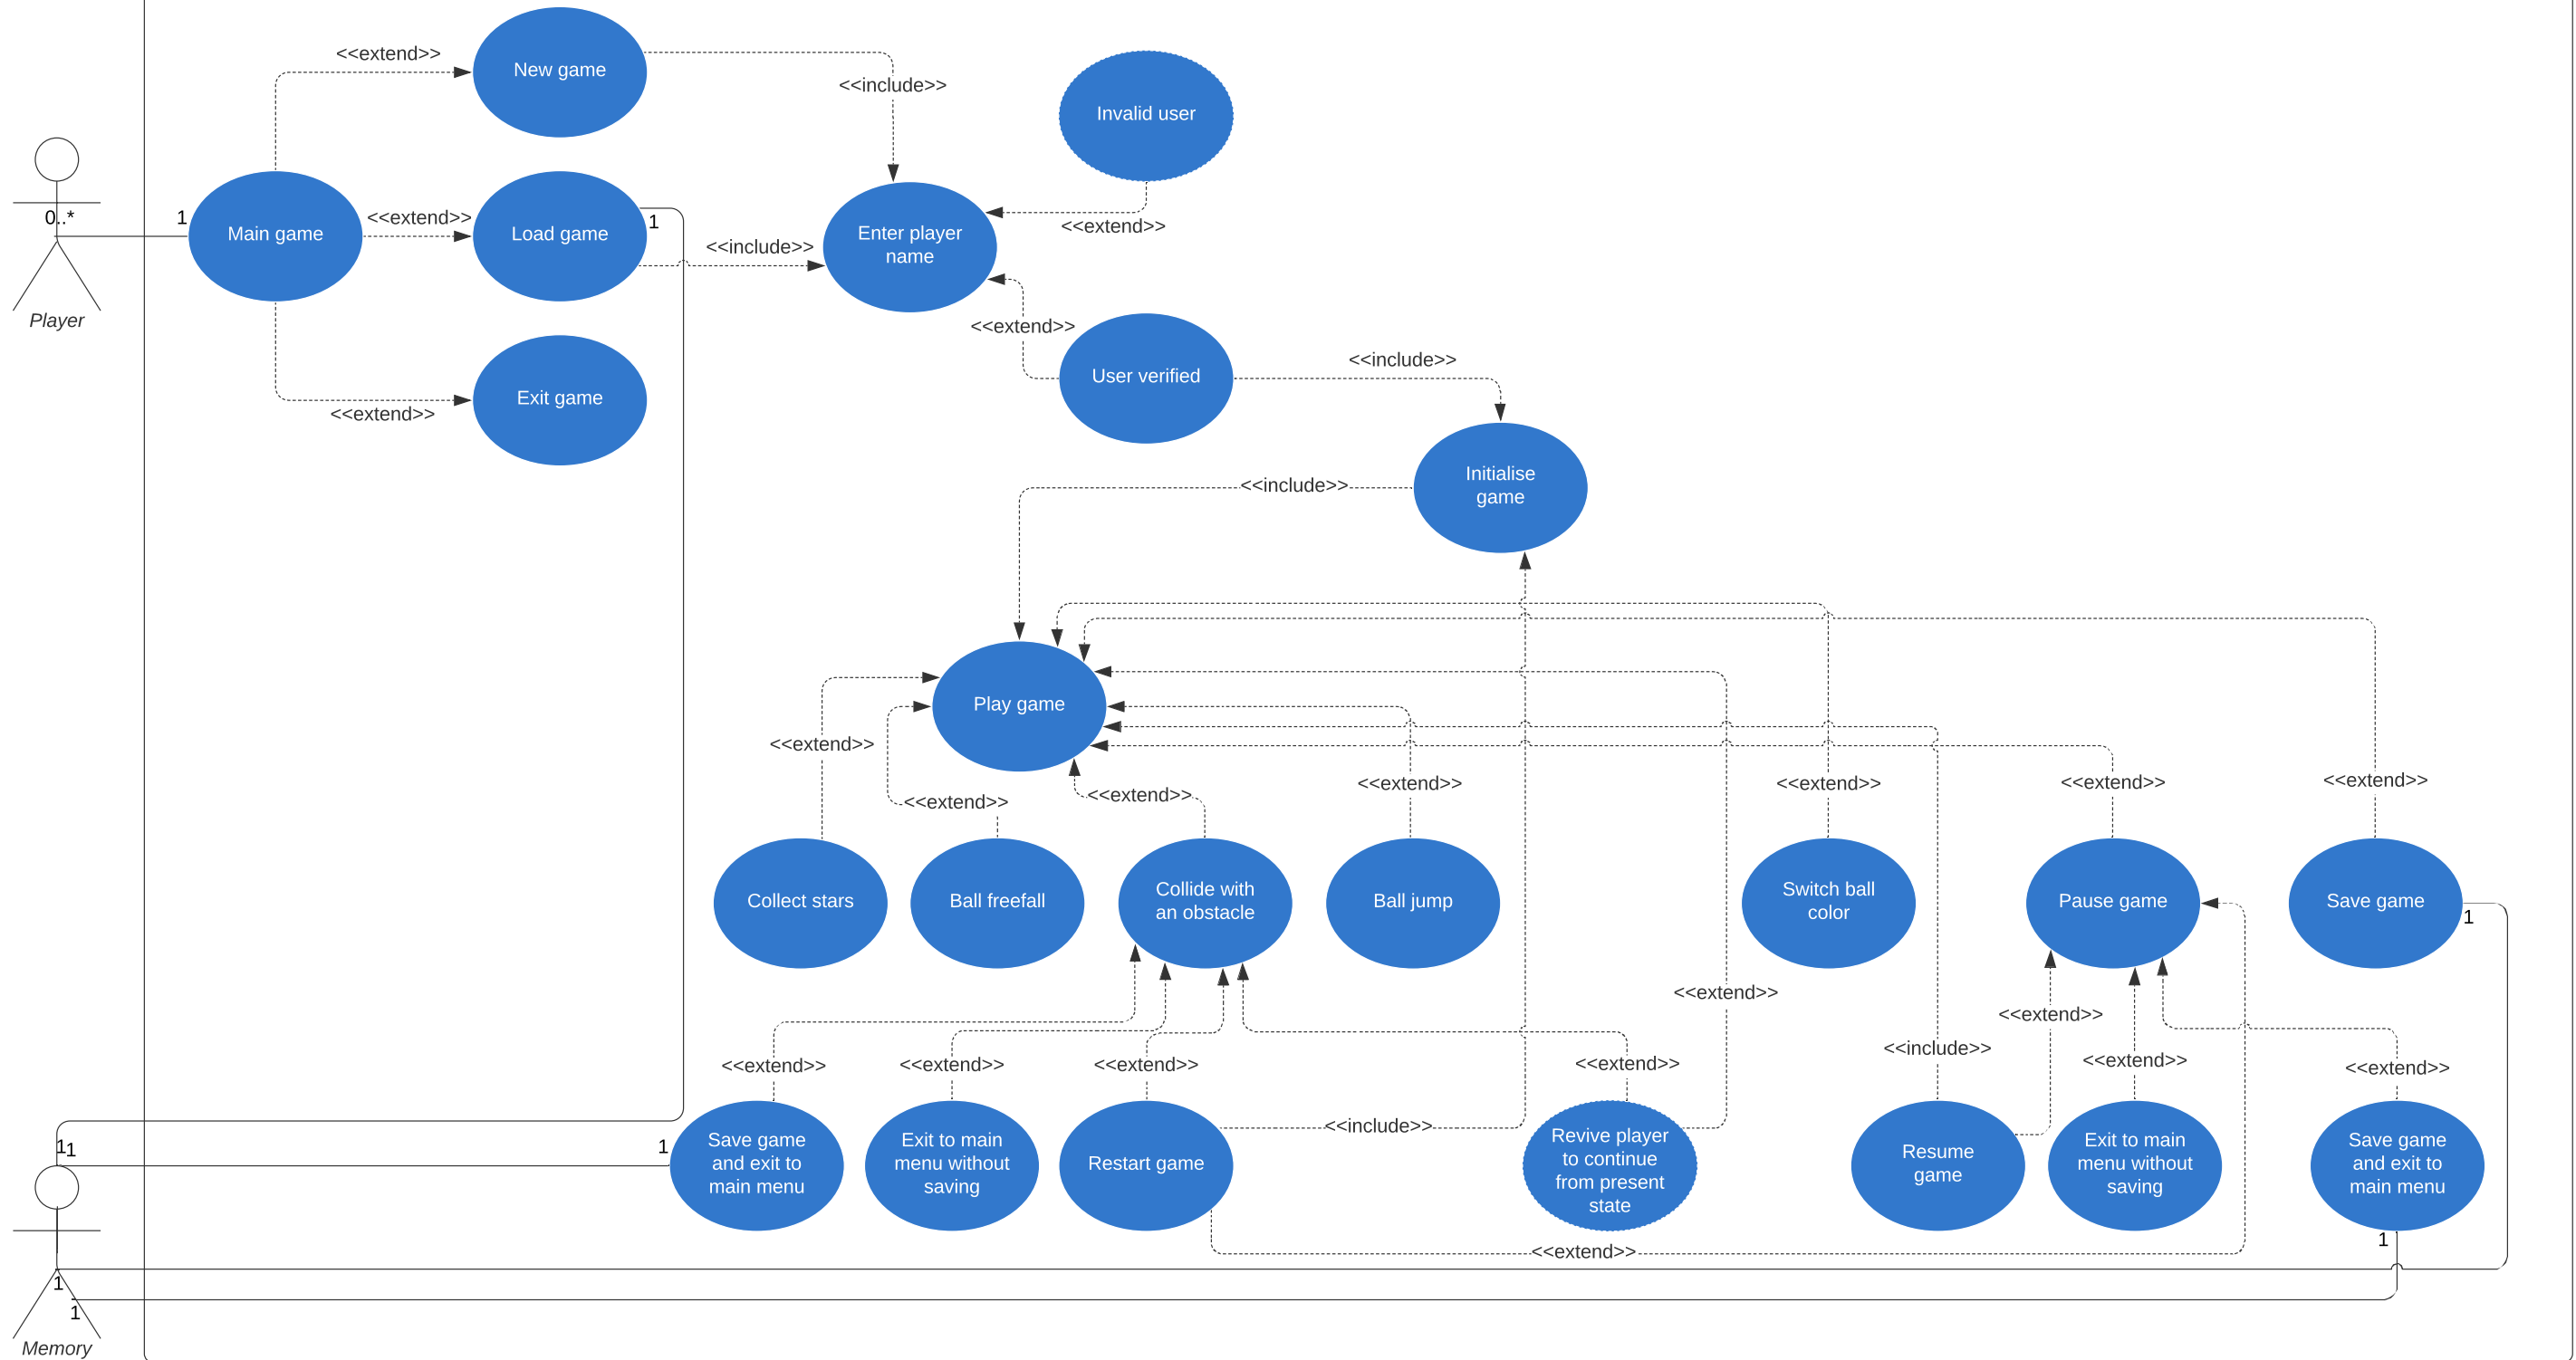 <<extend>>
New game
<<include>>
Invalid user
0..*
1
Main game
<<extend>>
Load game
1
<<include>>
Enter player
name
<<extend>>
Player
<<extend>>
User verified
<<include>>
Exit game
<<extend>>
Initialise
game
<<include>>
Play game
<<extend>>
<<extend>>
<<extend>>
<<extend>>
<<extend>>
<<extend>>
<<extend>>
Collect stars
Ball freefall
Collide with
an obstacle
Ball jump
Switch ball
color
Pause game
Save game
1
<<extend>>
<<extend>>
<<include>>
<<extend>>
<<extend>>
<<extend>>
<<extend>>
<<extend>>
<<extend>>
<<extend>>
<<include>>
1
1
1
Save game
and exit to
main menu
Exit to main
menu without
saving
Restart game
Revive player
to continue
from present
state
Resume
game
Exit to main
menu without
saving
Save game
and exit to
main menu
<<extend>>
1
1
1
Memory